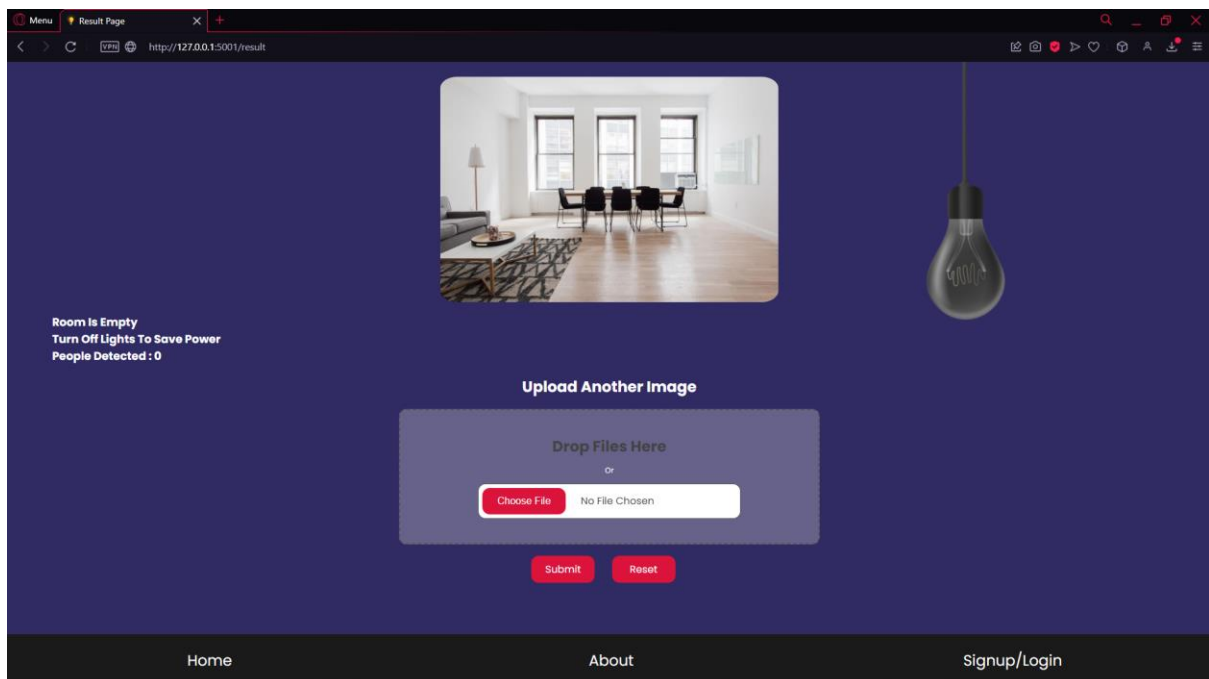 Menu
Result Page
VPN
http://127.0.0.1:5001/result
Room Is Empty
Turn Off Lights To Save Power
People Detected : 0
Upload Another Image
Drop Files Here
Or
Choose File No File Chosen
Submit Reset
Home About Signup/Login